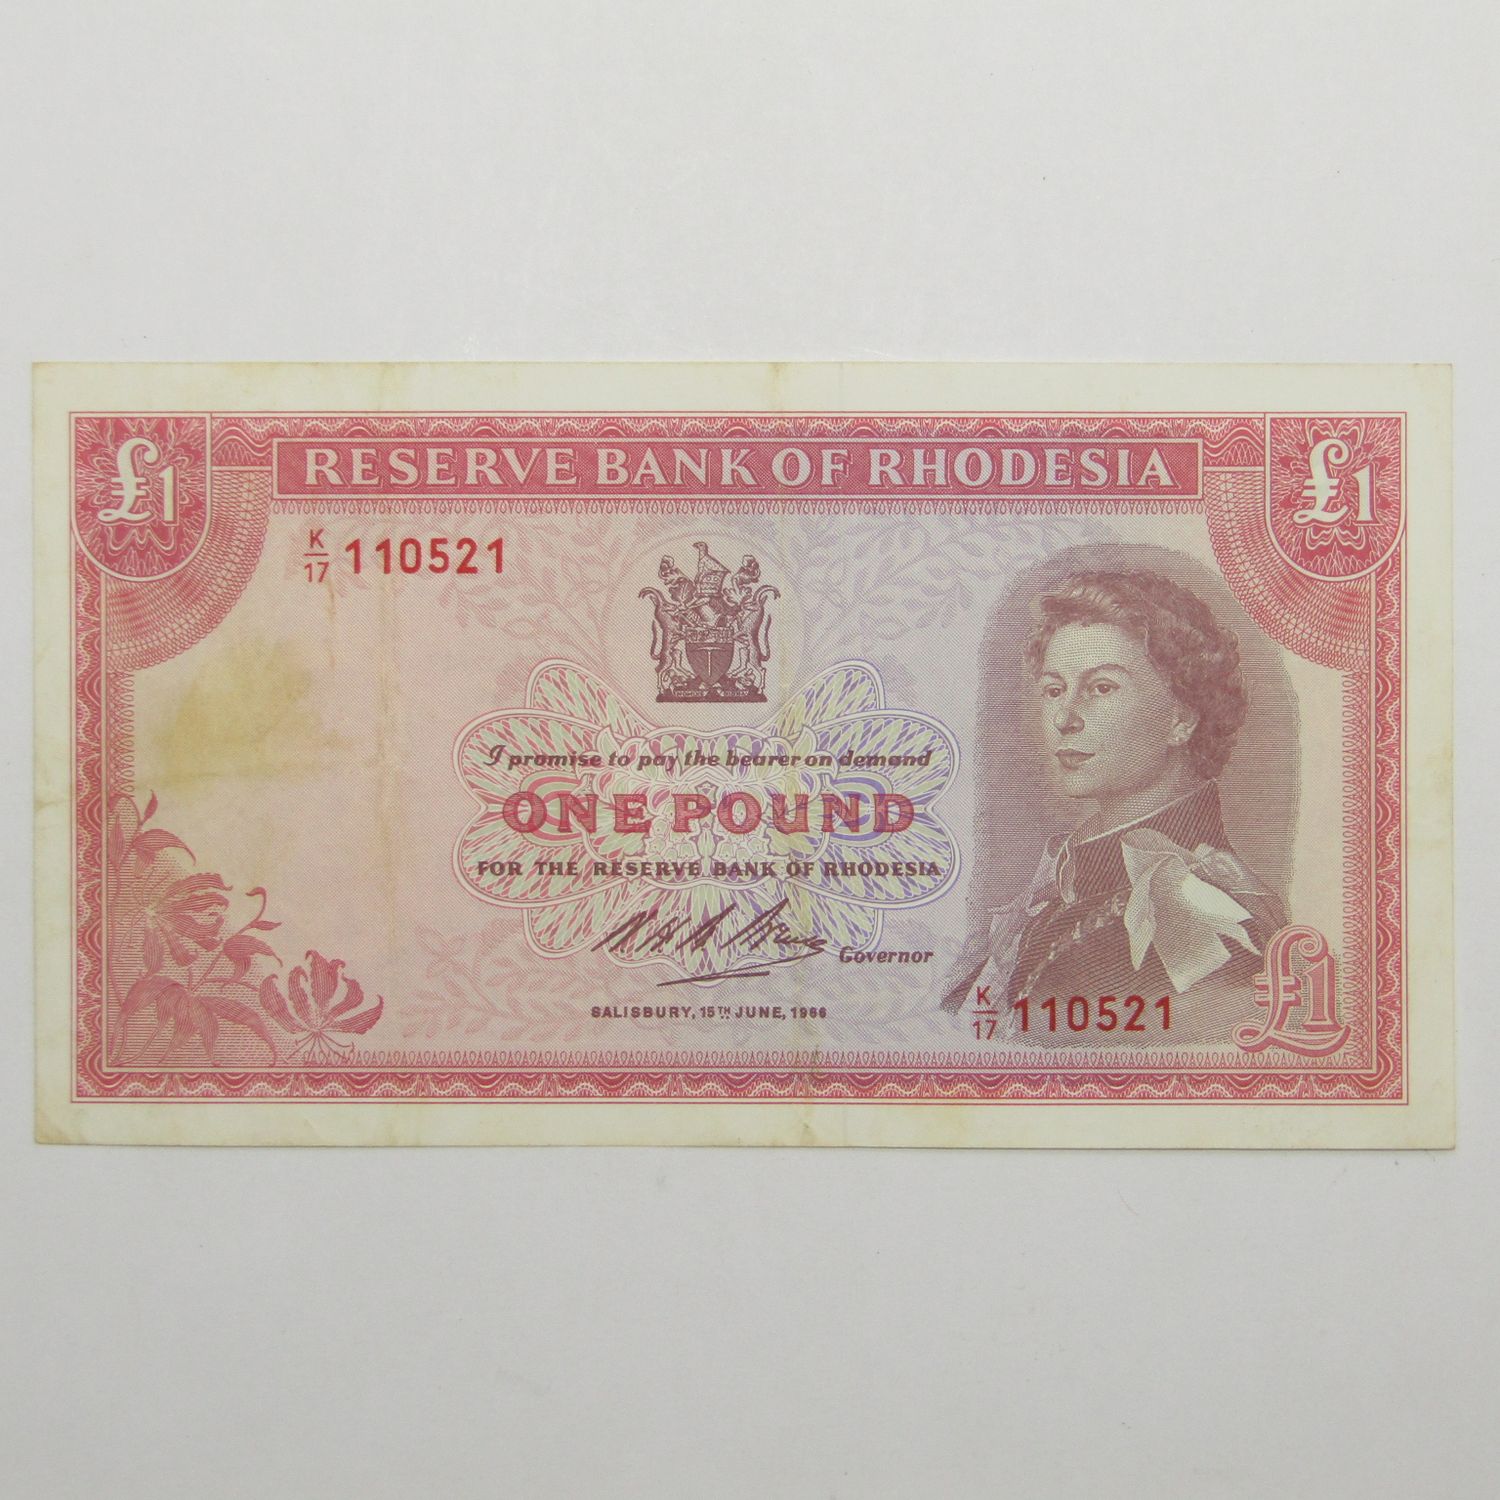 £1
RESERVE BANK OF RHODESIA
£1
K/17 110521
I promise to pay the bearer on demand
ONE POUND
FOR THE RESERVE BANK OF RHODESIA
Governor
SALISBURY, 15TH JUNE, 1966
K/17 110521
£1